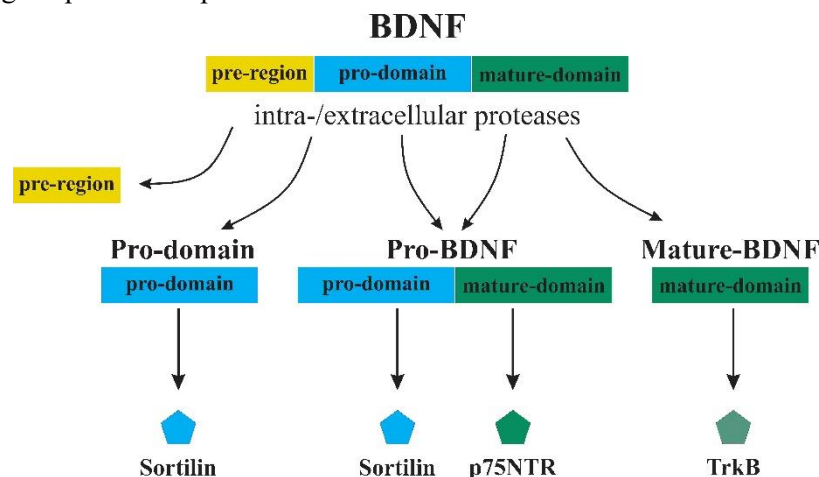 BDNF
pre-region pro-domain mature-domain
intra-/extracellular proteases
pre-region
Pro-domain Pro-BDNF Mature-BDNF
pro-domain pro-domain mature-domain mature-domain
Sortilin Sortilin p75NTR TrkB